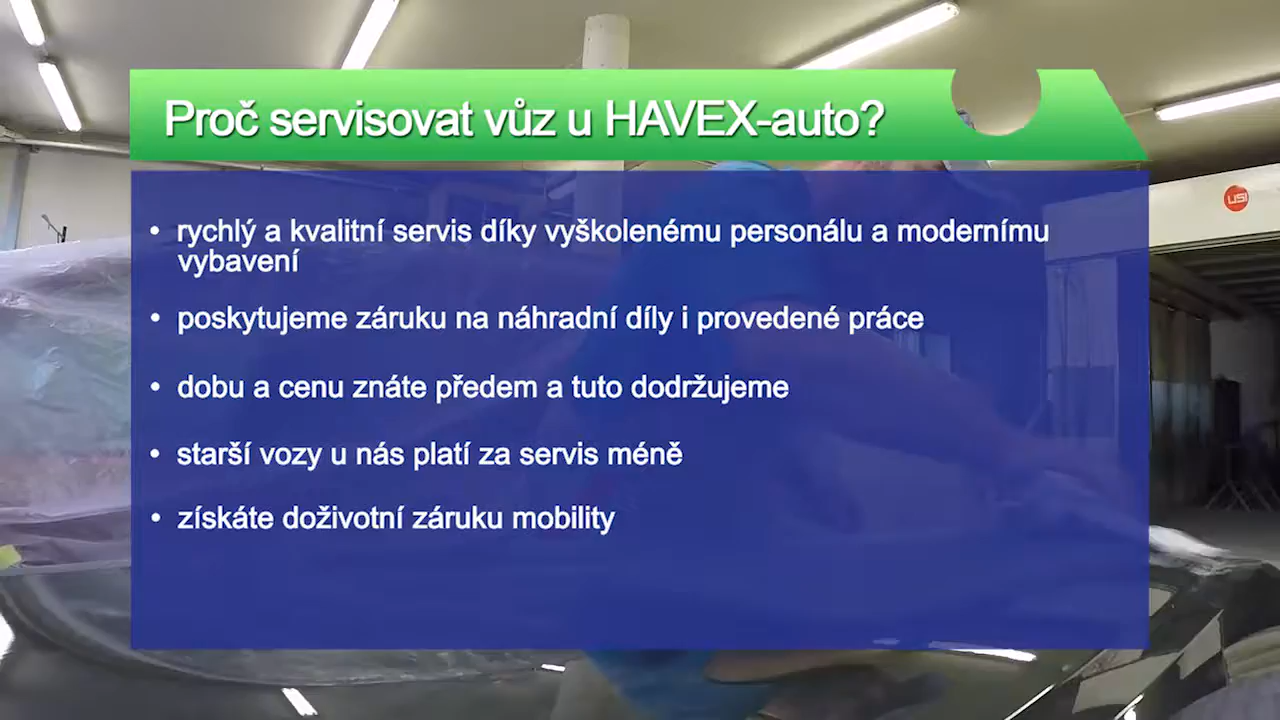 Proč servisovat vůz u HAVEX-auto?
• rychlý a kvalitní servis díky vyškolenému personálu a modernímu
vybavení
• poskytujeme záruku na náhradní díly i provedené práce
• dobu a cenu znáte předem a tuto dodržujeme
• starší vozy u nás platí za servis méně
• získáte doživotní záruku mobility
USI